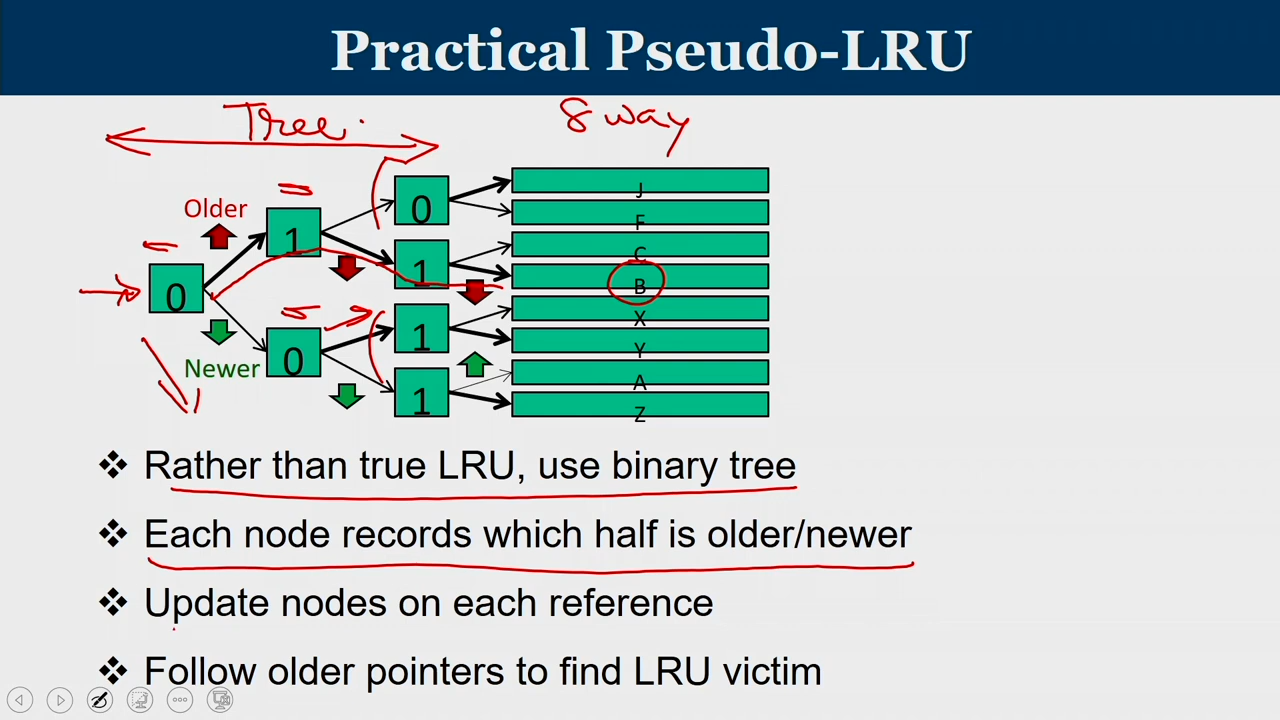 Practical Pseudo-LRU
Tree
8 way
Older
Newer
0
1
0
0
1
1
1
J
F
C
B
X
Y
A
Z
❖ Rather than true LRU, use binary tree
❖ Each node records which half is older/newer
❖ Update nodes on each reference
❖ Follow older pointers to find LRU victim